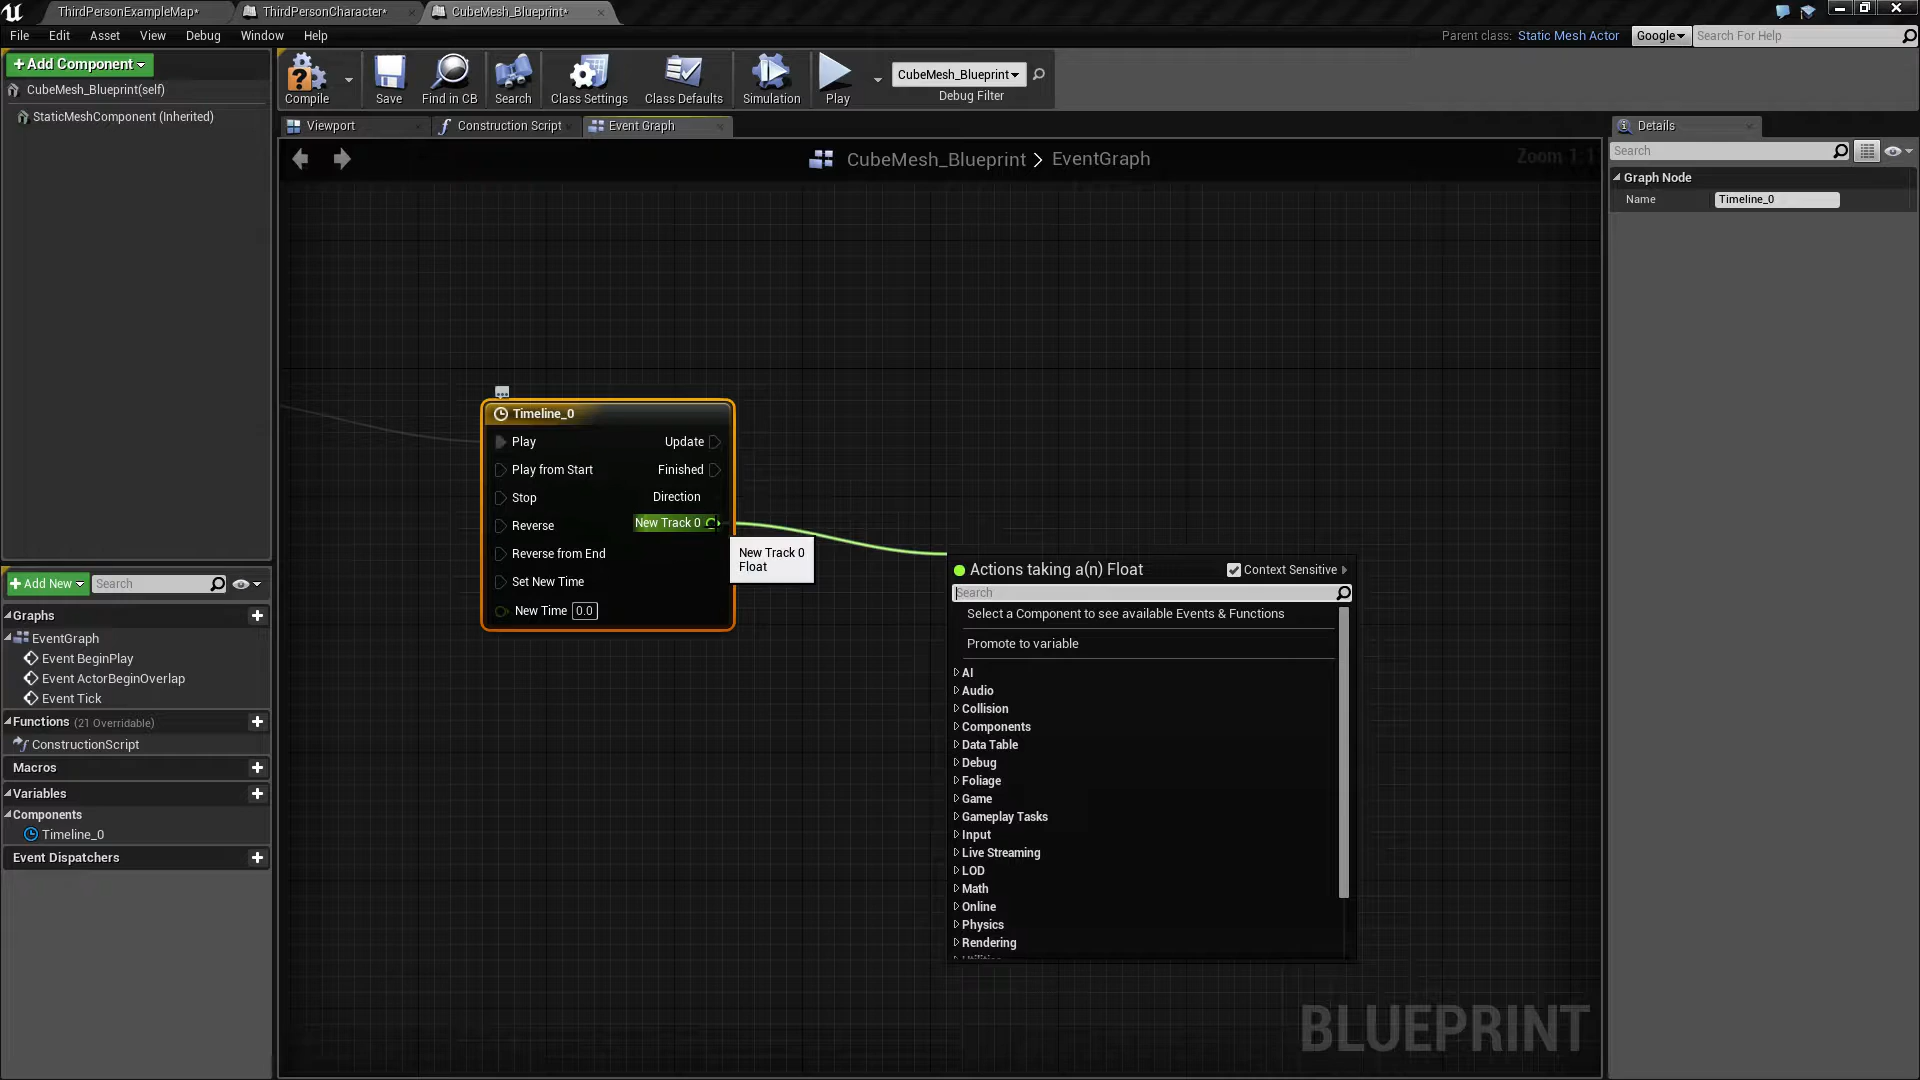 ThirdPersonExampleMap*
ThirdPersonCharacter*
CubeMesh_Blueprint*
File Edit Asset View Debug Window Help
Parent class: Static Mesh Actor
Google
Search For Help
Add Component
CubeMesh_Blueprint(self)
StaticMeshComponent (Inherited)
Compile
Save
Find in CB
Search
Class Settings
Class Defaults
Simulation
Play
CubeMesh_Blueprint
Debug Filter
Viewport
Construction Script
Event Graph
CubeMesh_Blueprint > EventGraph
Zoom 1:1
Details
Search
Graph Node
Name Timeline_0
Timeline_0
Play Update
Play from Start Finished
Stop Direction
Reverse New Track 0
Reverse from End
Set New Time
New Time 0.0
New Track 0
Float
Actions taking a(n) Float
Context Sensitive
Search
Select a Component to see available Events & Functions
Promote to variable
AI
Audio
Collision
Components
Data Table
Debug
Foliage
Game
Gameplay Tasks
Input
Live Streaming
LOD
Math
Online
Physics
Rendering
Utilities
Add New
Search
Graphs
EventGraph
Event BeginPlay
Event ActorBeginOverlap
Event Tick
Functions (21 Overridable)
ConstructionScript
Macros
Variables
Components
Timeline_0
Event Dispatchers
BLUEPRINT